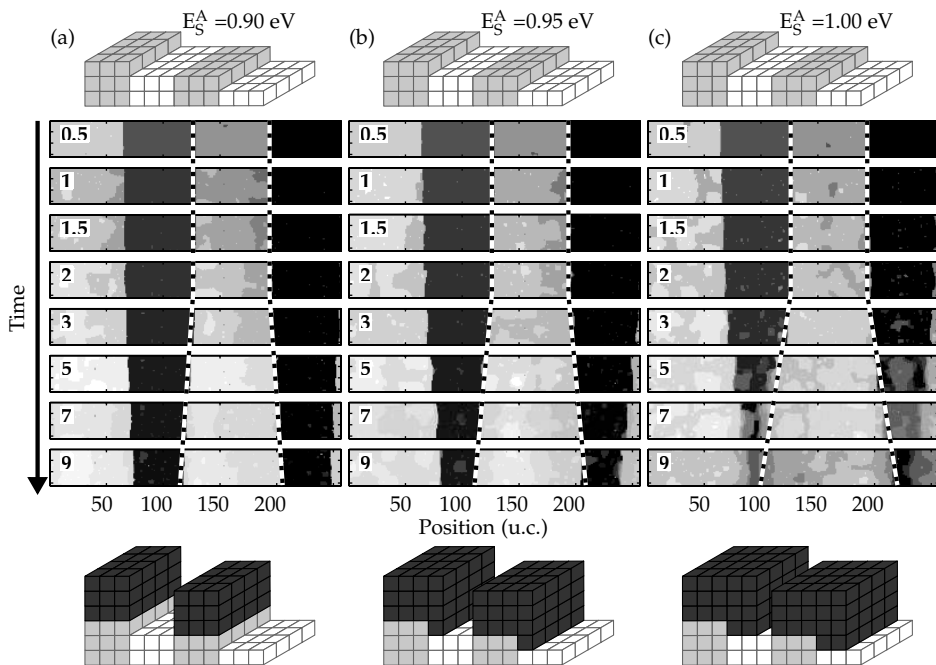 (a) E_S^A =0.90 eV
(b) E_S^A =0.95 eV
(c) E_S^A =1.00 eV
0.5 0.5 0.5
1 1 1
1.5 1.5 1.5
2 2 2
3 3 3
5 5 5
7 7 7
9 9 9
Time
50 100 150 200 50 100 150 200 50 100 150 200
Position (u.c.)